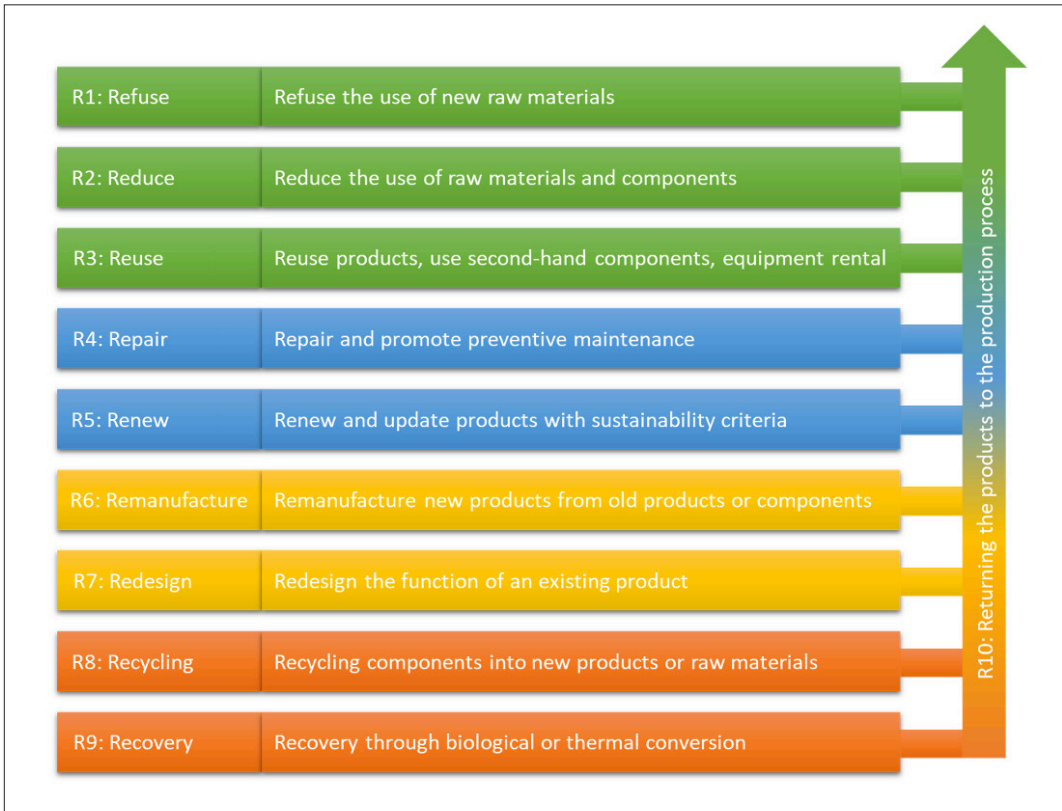 R1: Refuse
Refuse the use of new raw materials
R2: Reduce
Reduce the use of raw materials and components
R3: Reuse
Reuse products, use second-hand components, equipment rental
R4: Repair
Repair and promote preventive maintenance
R5: Renew
Renew and update products with sustainability criteria
R6: Remanufacture
Remanufacture new products from old products or components
R7: Redesign
Redesign the function of an existing product
R8: Recycling
Recycling components into new products or raw materials
R9: Recovery
Recovery through biological or thermal conversion
R10: Returning the products to the production process